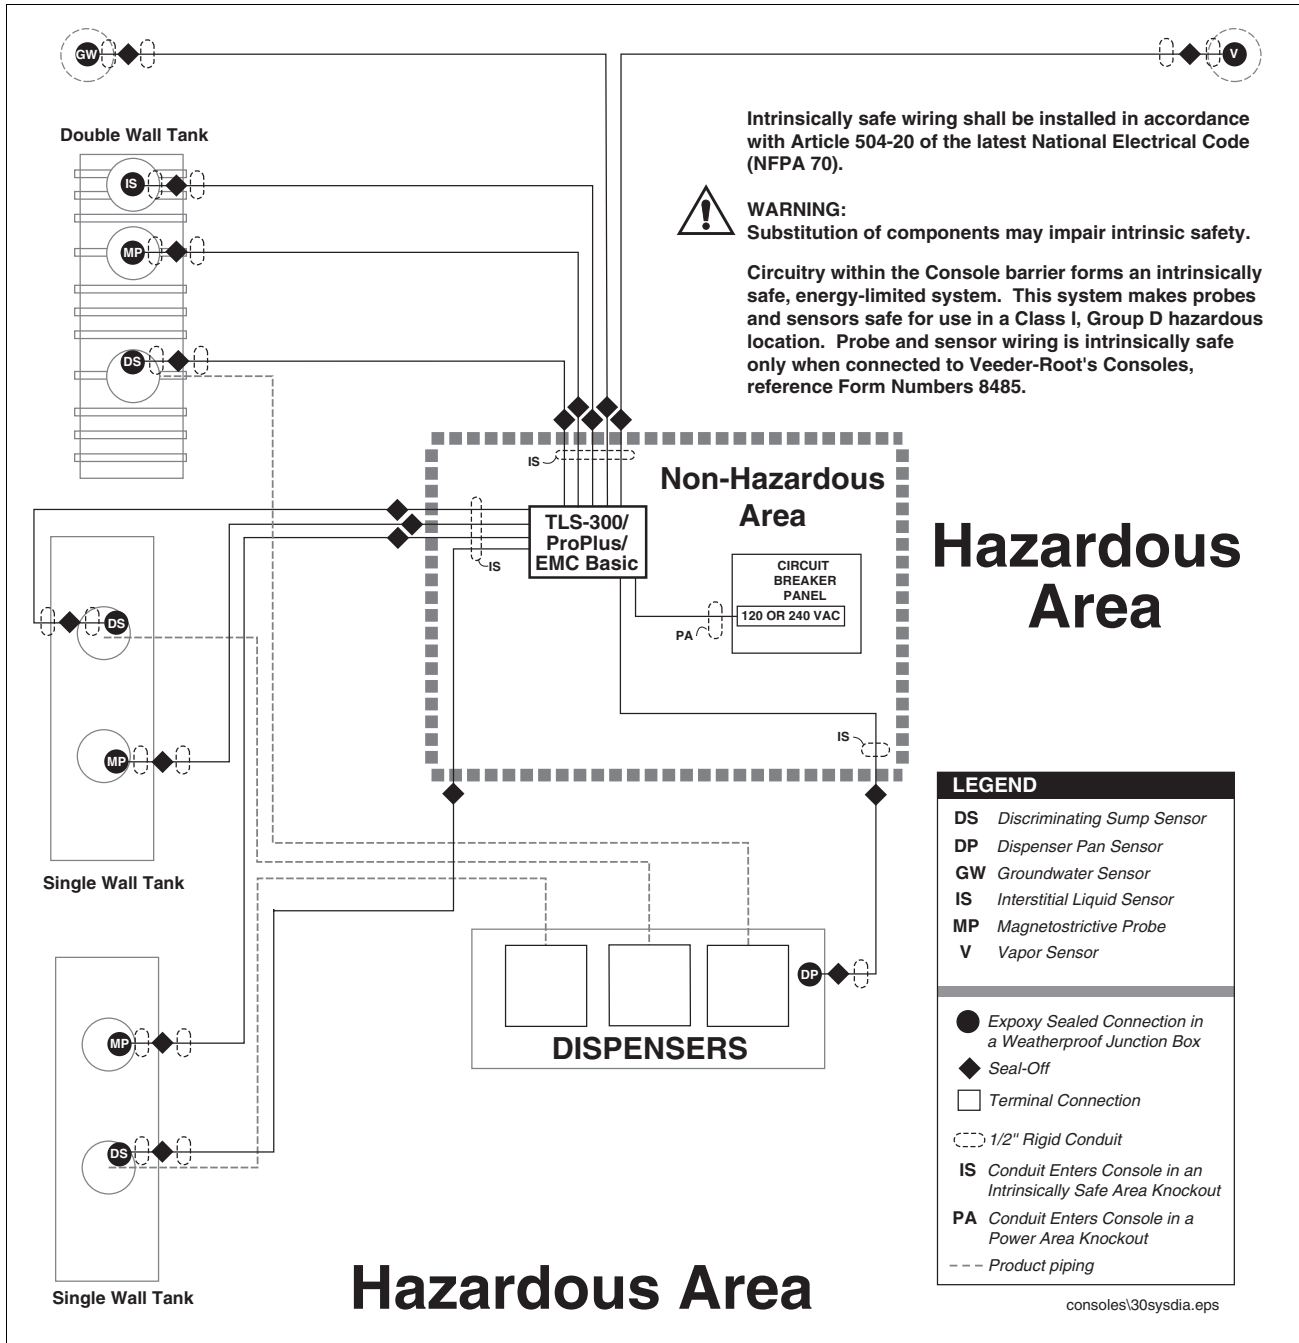 GW
V
Double Wall Tank
IS
MP
DS
Intrinsically safe wiring shall be installed in accordance
with Article 504-20 of the latest National Electrical Code
(NFPA 70).
WARNING:
Substitution of components may impair intrinsic safety.
Circuitry within the Console barrier forms an intrinsically
safe, energy-limited system.  This system makes probes
and sensors safe for use in a Class I, Group D hazardous
location.  Probe and sensor wiring is intrinsically safe
only when connected to Veeder-Root's Consoles,
reference Form Numbers 8485.
IS
Non-Hazardous
Area
TLS-300/
ProPlus/
EMC Basic
IS
CIRCUIT
BREAKER
PANEL
120 OR 240 VAC
PA
IS
Hazardous
Area
DS
MP
Single Wall Tank
MP
DS
Single Wall Tank
DP
DISPENSERS
Hazardous Area
LEGEND
DS Discriminating Sump Sensor
DP Dispenser Pan Sensor
GW Groundwater Sensor
IS Interstitial Liquid Sensor
MP Magnetostrictive Probe
V Vapor Sensor
Expoxy Sealed Connection in
a Weatherproof Junction Box
Seal-Off
Terminal Connection
1/2" Rigid Conduit
IS Conduit Enters Console in an
Intrinsically Safe Area Knockout
PA Conduit Enters Console in a
Power Area Knockout
Product piping
consoles\30sysdia.eps